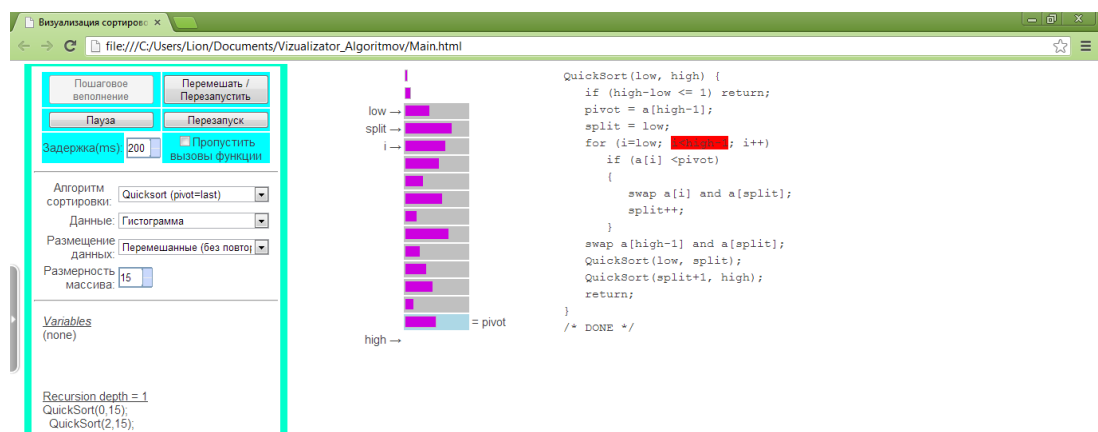 Визуализация сортирово ×
file:///C:/Users/Lion/Documents/Vizualizator_Algoritmov/Main.html
Пошаговое
веполнение
Перемешать /
Перезапустить
Пауза
Перезапуск
Задержка(ms): 200
Пропустить
вызовы функции
Алгоритм
сортировки:
Quicksort (pivot=last)
Данные: Гистограмма
Размещение
данных:
Перемешанные (без повтор
Размерность
массива:
15
Variables
(none)
Recursion depth = 1
QuickSort(0,15);
QuickSort(2,15);
low →
split →
i →
= pivot
high →
QuickSort(low, high) {
if (high-low <= 1) return;
pivot = a[high-1];
split = low;
for (i=low; i<high-1; i++)
if (a[i] <pivot)
{
swap a[i] and a[split];
split++;
}
swap a[high-1] and a[split];
QuickSort(low, split);
QuickSort(split+1, high);
return;
}
/* DONE */